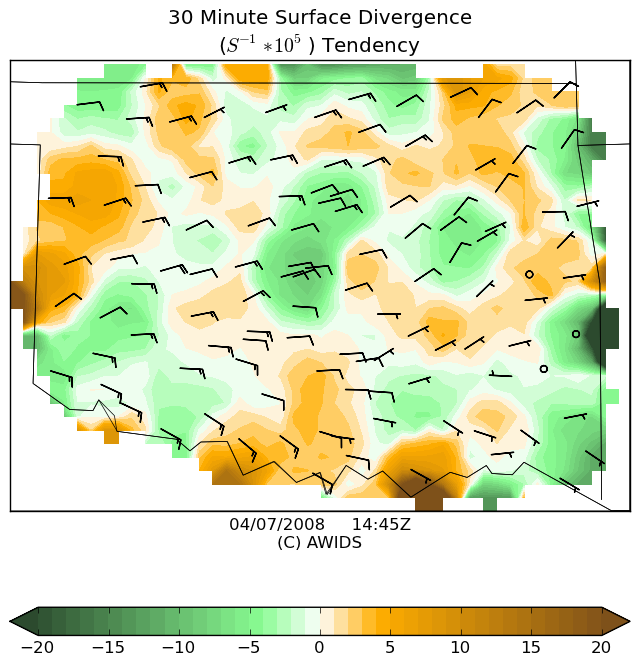 30 Minute Surface Divergence
(S⁻¹ * 10⁵ ) Tendency
04/07/2008 14:45Z
(C) AWIDS
−20 −15 −10 −5 0 5 10 15 20